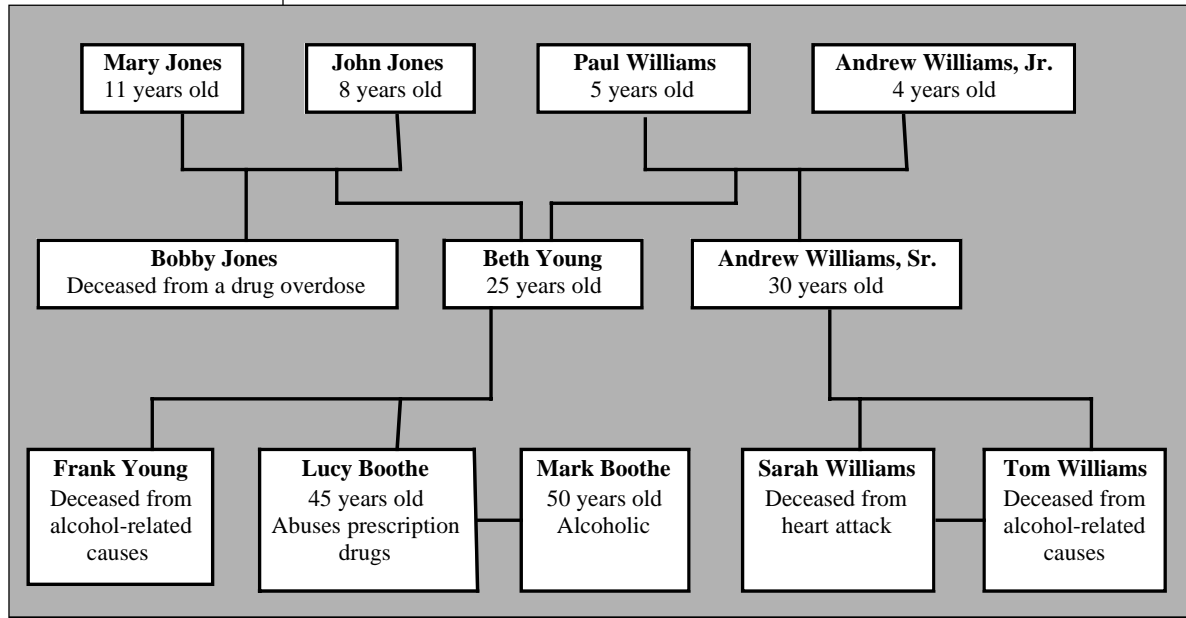 Mary Jones
11 years old
John Jones
8 years old
Paul Williams
5 years old
Andrew Williams, Jr.
4 years old
Bobby Jones
Deceased from a drug overdose
Beth Young
25 years old
Andrew Williams, Sr.
30 years old
Frank Young
Deceased from
alcohol-related
causes
Lucy Boothe
45 years old
Abuses prescription
drugs
Mark Boothe
50 years old
Alcoholic
Sarah Williams
Deceased from
heart attack
Tom Williams
Deceased from
alcohol-related
causes